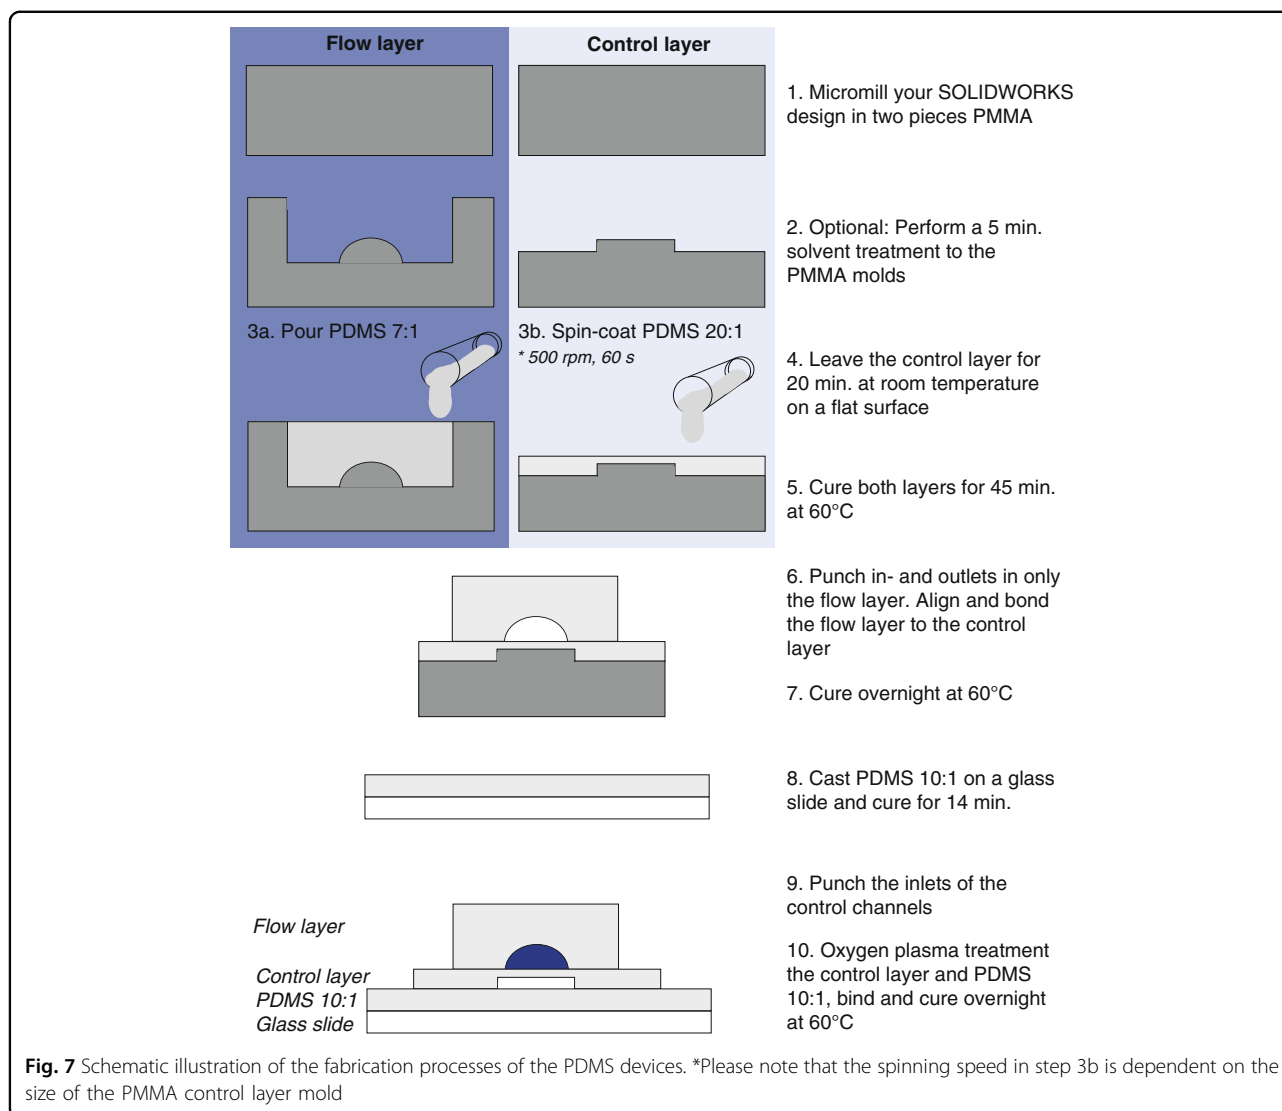 Flow layer
Control layer
1. Micromill your SOLIDWORKS
design in two pieces PMMA
2. Optional: Perform a 5 min.
solvent treatment to the
PMMA molds
3a. Pour PDMS 7:1
3b. Spin-coat PDMS 20:1
* 500 rpm, 60 s
4. Leave the control layer for
20 min. at room temperature
on a flat surface
5. Cure both layers for 45 min.
at 60°C
6. Punch in- and outlets in only
the flow layer. Align and bond
the flow layer to the control
layer
7. Cure overnight at 60°C
8. Cast PDMS 10:1 on a glass
slide and cure for 14 min.
9. Punch the inlets of the
control channels
10. Oxygen plasma treatment
the control layer and PDMS
10:1, bind and cure overnight
at 60°C
Flow layer
Control layer
PDMS 10:1
Glass slide
Fig. 7 Schematic illustration of the fabrication processes of the PDMS devices. *Please note that the spinning speed in step 3b is dependent on the
size of the PMMA control layer mold